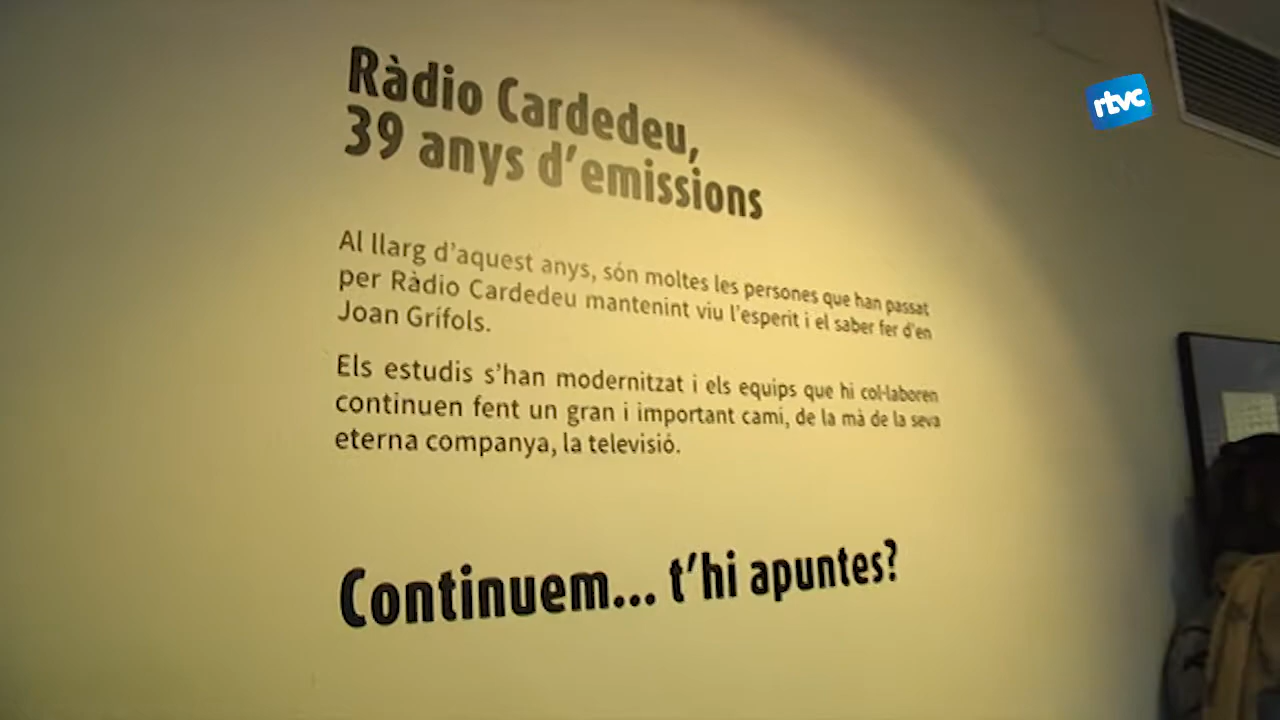 rtvc
Ràdio Cardedeu,
39 anys d'emissions
Al llarg d'aquest anys, són moltes les persones que han passat
per Ràdio Cardedeu mantenint viu l'esperit i el saber fer d'en
Joan Grífols.
Els estudis s'han modernitzat i els equips que hi col·laboren
continuen fent un gran i important camí, de la mà de la seva
eterna companya, la televisió.
Continuem... t'hi apuntes?